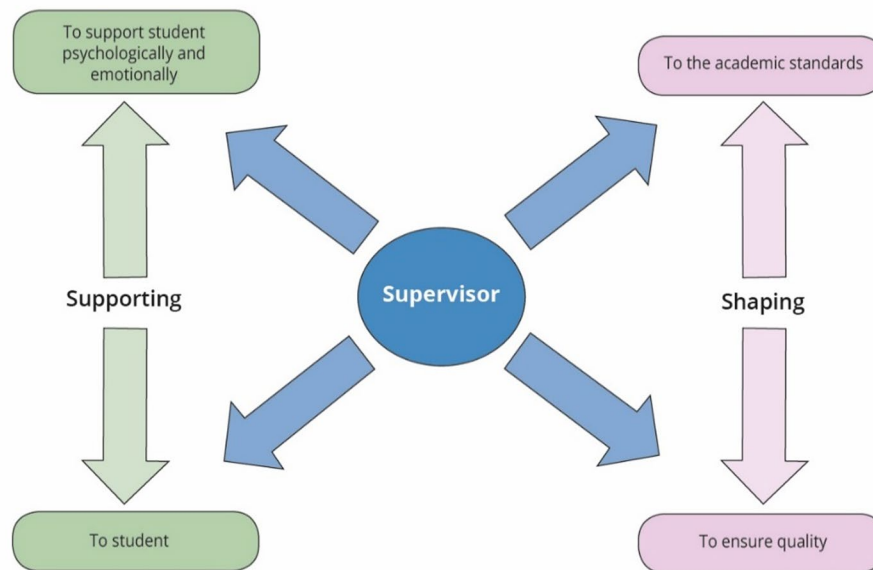 To support student
psychologically and
emotionally
To the academic standards
Supporting
Supervisor
Shaping
To student
To ensure quality